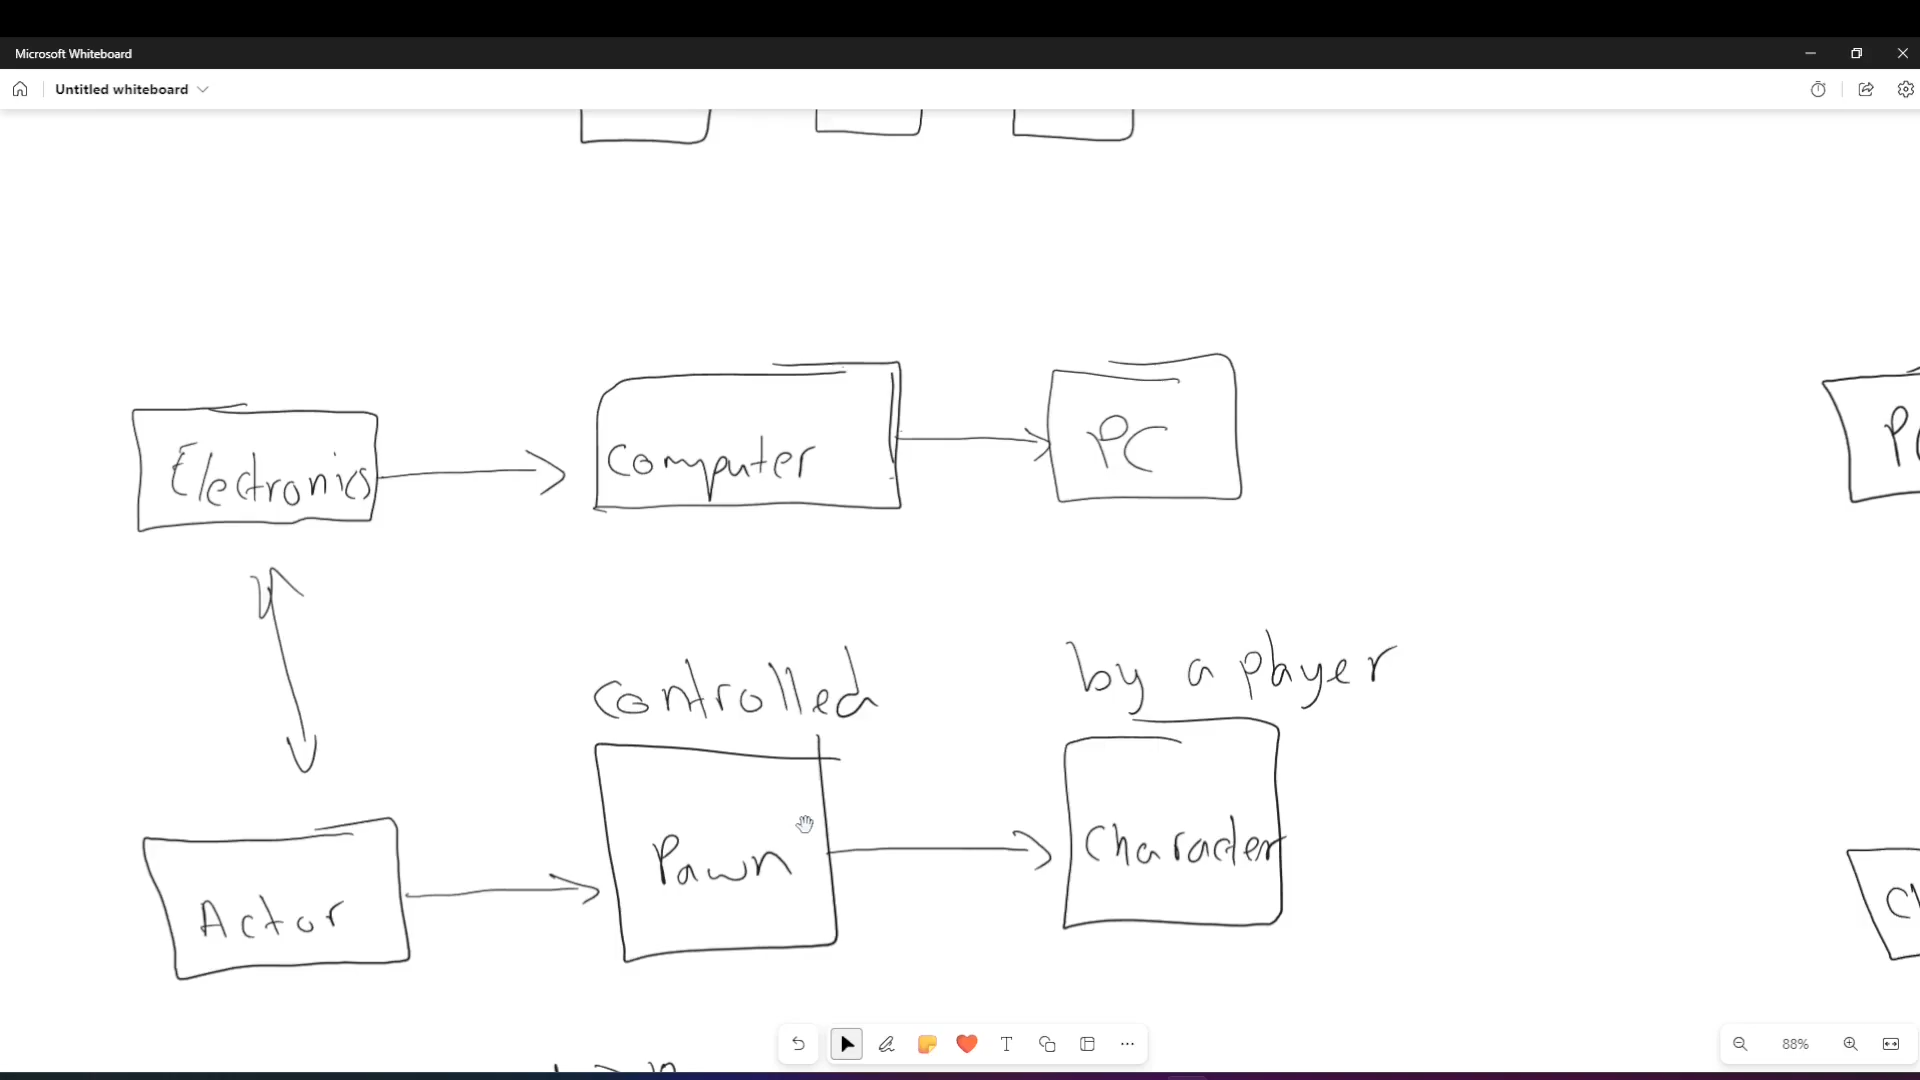 Microsoft Whiteboard
Untitled whiteboard
Electronics
Computer
PC
controlled
by a player
Actor
Pawn
Character
88%